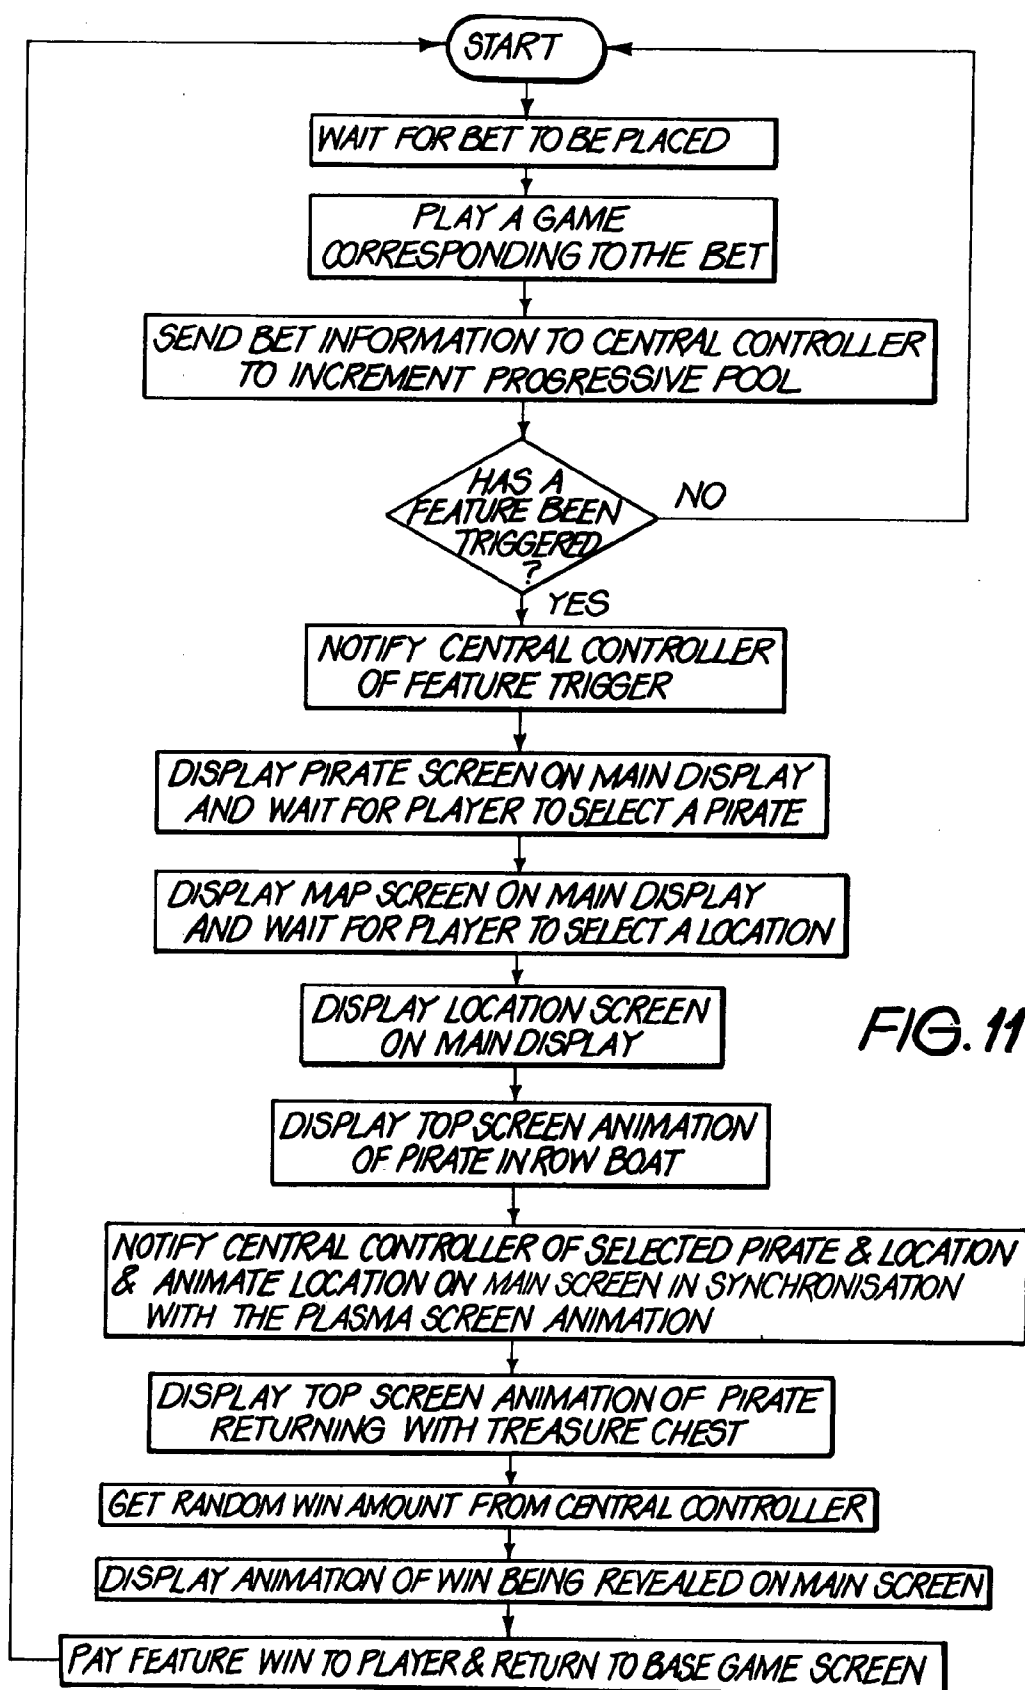 START
WAIT FOR BET TO BE PLACED
PLAY A GAME
CORRESPONDING TO THE BET
SEND BET INFORMATION TO CENTRAL CONTROLLER
TO INCREMENT PROGRESSIVE POOL
HAS A
FEATURE BEEN
TRIGGERED
?
NO
YES
NOTIFY CENTRAL CONTROLLER
OF FEATURE TRIGGER
DISPLAY PIRATE SCREEN ON MAIN DISPLAY
AND WAIT FOR PLAYER TO SELECT A PIRATE
DISPLAY MAP SCREEN ON MAIN DISPLAY
AND WAIT FOR PLAYER TO SELECT A LOCATION
DISPLAY LOCATION SCREEN
ON MAIN DISPLAY
FIG. 11
DISPLAY TOP SCREEN ANIMATION
OF PIRATE IN ROW BOAT
NOTIFY CENTRAL CONTROLLER OF SELECTED PIRATE & LOCATION
& ANIMATE LOCATION ON MAIN SCREEN IN SYNCHRONISATION
WITH THE PLASMA SCREEN ANIMATION
DISPLAY TOP SCREEN ANIMATION OF PIRATE
RETURNING WITH TREASURE CHEST
GET RANDOM WIN AMOUNT FROM CENTRAL CONTROLLER
DISPLAY ANIMATION OF WIN BEING REVEALED ON MAIN SCREEN
PAY FEATURE WIN TO PLAYER & RETURN TO BASE GAME SCREEN